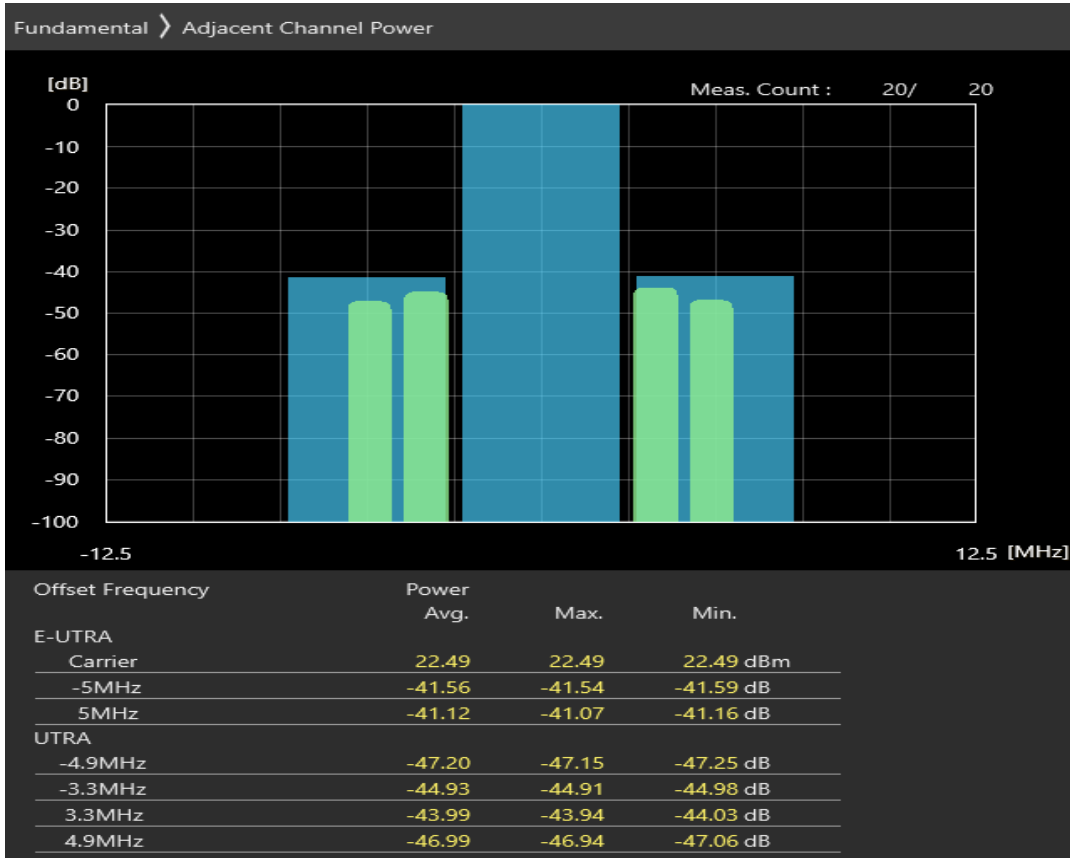 Fundamental 〉 Adjacent Channel Power
[dB]
Meas. Count : 20/ 20
0
-10
-20
-30
-40
-50
-60
-70
-80
-90
-100
-12.5 12.5 [MHz]
Offset Frequency Power
Avg. Max. Min.
E-UTRA
Carrier 22.49 22.49 22.49 dBm
-5MHz -41.56 -41.54 -41.59 dB
5MHz -41.12 -41.07 -41.16 dB
UTRA
-4.9MHz -47.20 -47.15 -47.25 dB
-3.3MHz -44.93 -44.91 -44.98 dB
3.3MHz -43.99 -43.94 -44.03 dB
4.9MHz -46.99 -46.94 -47.06 dB